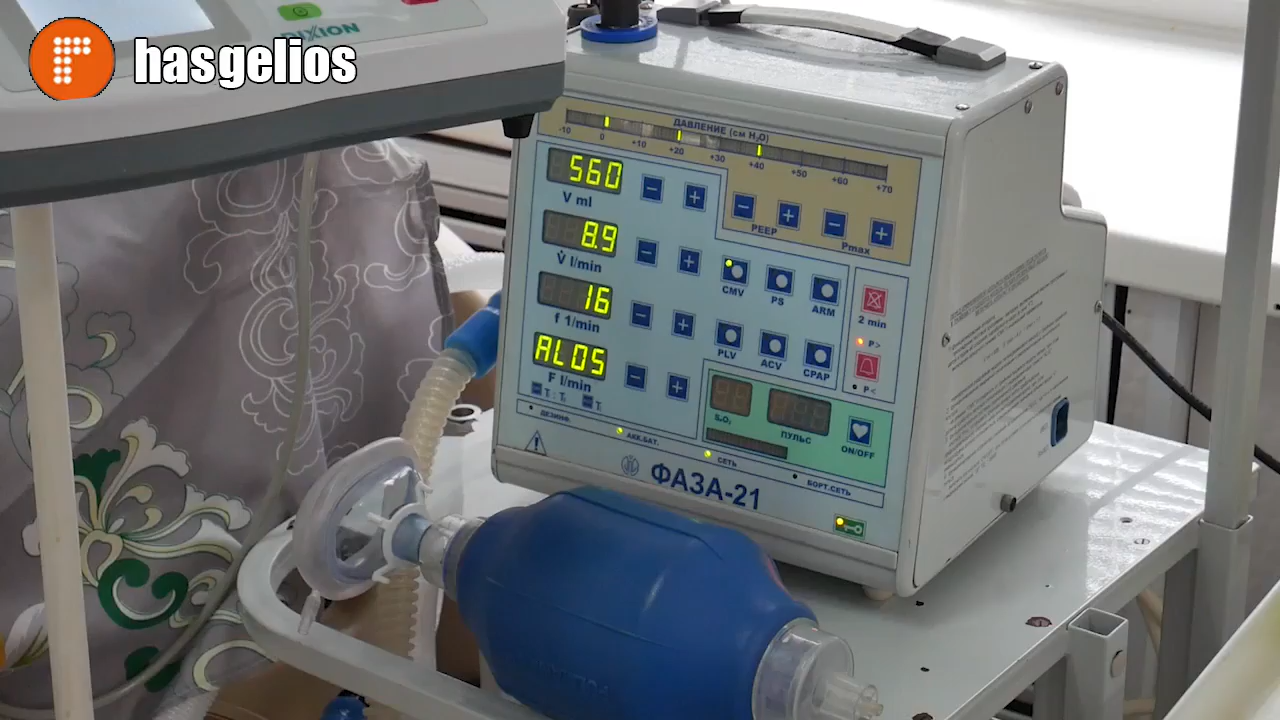 hasgelios
DIXION
ДАВЛЕНИЕ (см H₂O)
-10 0 +10 +20 +30 +40 +50 +60 +70
560
V ml
PEEP
Pmax
8.9
V̇ l/min
CMV PS ARM
2 min
16
f 1/min
P>
PLV ACV CPAP
P<
AL05
F l/min
SₚO₂
ПУЛЬС
ON/OFF
ДЕЗИНФ.
АКК.БАТ.
СЕТЬ
БОРТ.СЕТЬ
ФАЗА-21